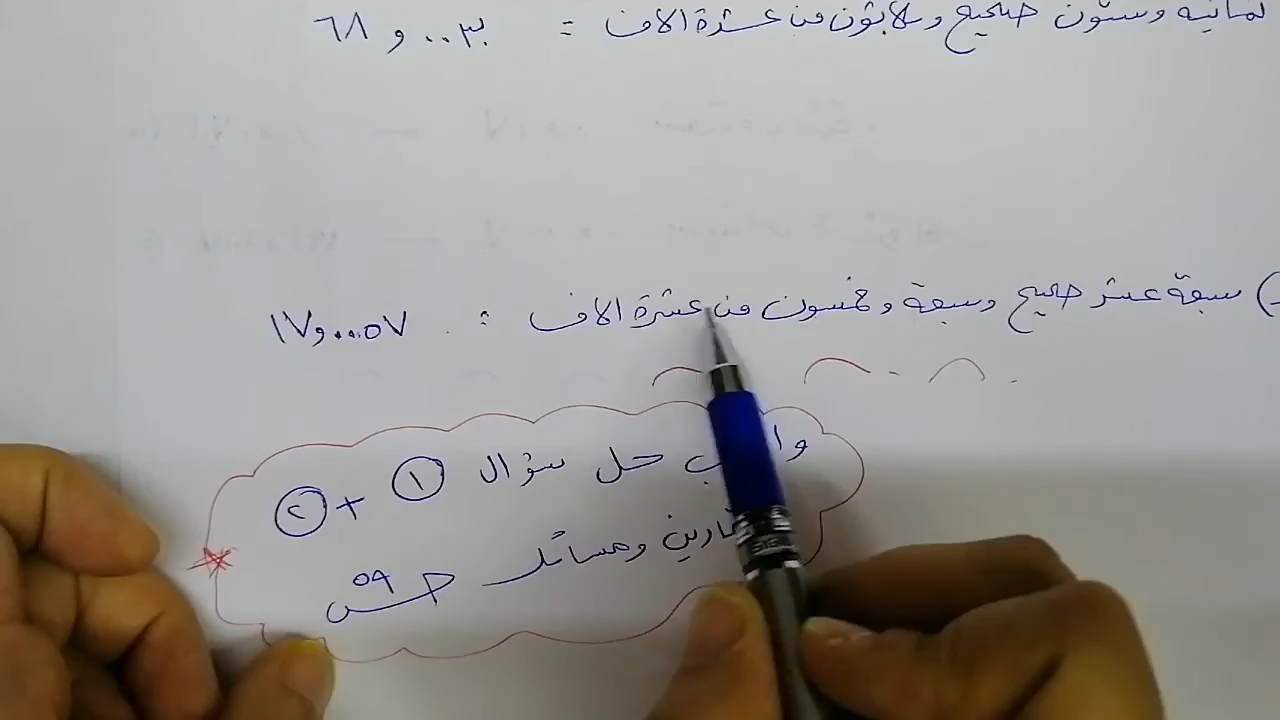 ثمانية وستون صحيح وثلاثون من عشرة الاف = ٦٨و٠٠٣٠
) سبعة عشر صحيح وسبعة وخمسون من عشرة الاف : ١٧و٠٠٥٧
حل سؤال ① + ②
ومسائل ص ٥٩